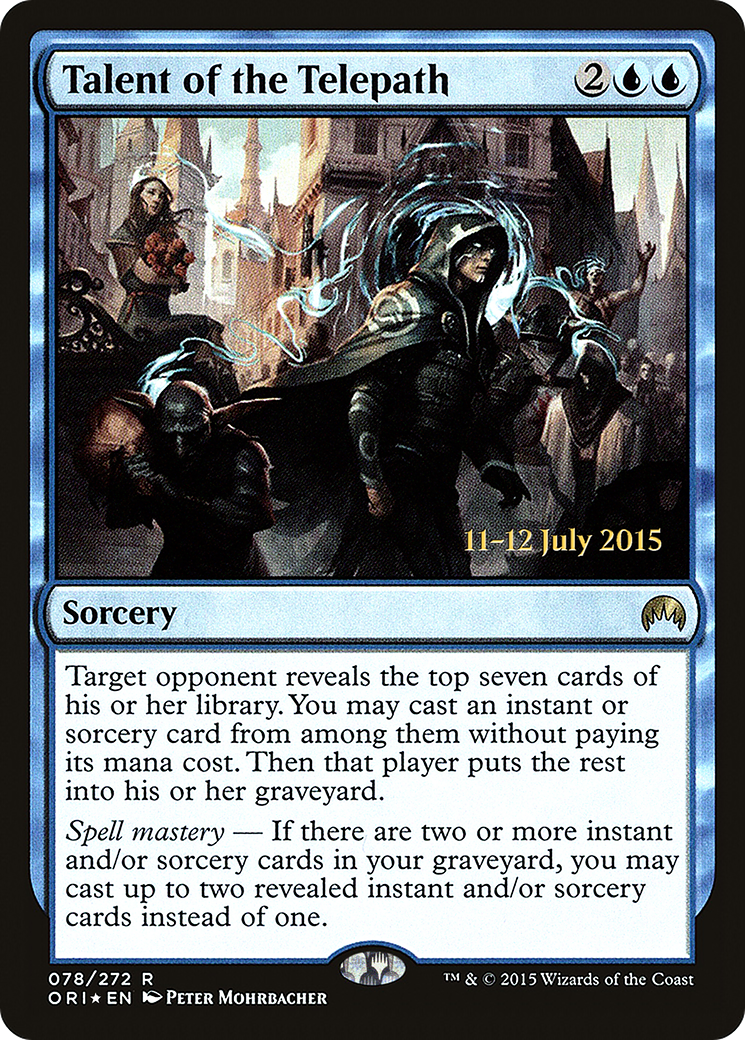 Talent of the Telepath
2
11–12 July 2015
Sorcery
Target opponent reveals the top seven cards of
his or her library. You may cast an instant or
sorcery card from among them without paying
its mana cost. Then that player puts the rest
into his or her graveyard.
Spell mastery — If there are two or more instant
and/or sorcery cards in your graveyard, you may
cast up to two revealed instant and/or sorcery
cards instead of one.
078/272 R
ORI★EN Peter Mohrbacher
™ & © 2015 Wizards of the Coast